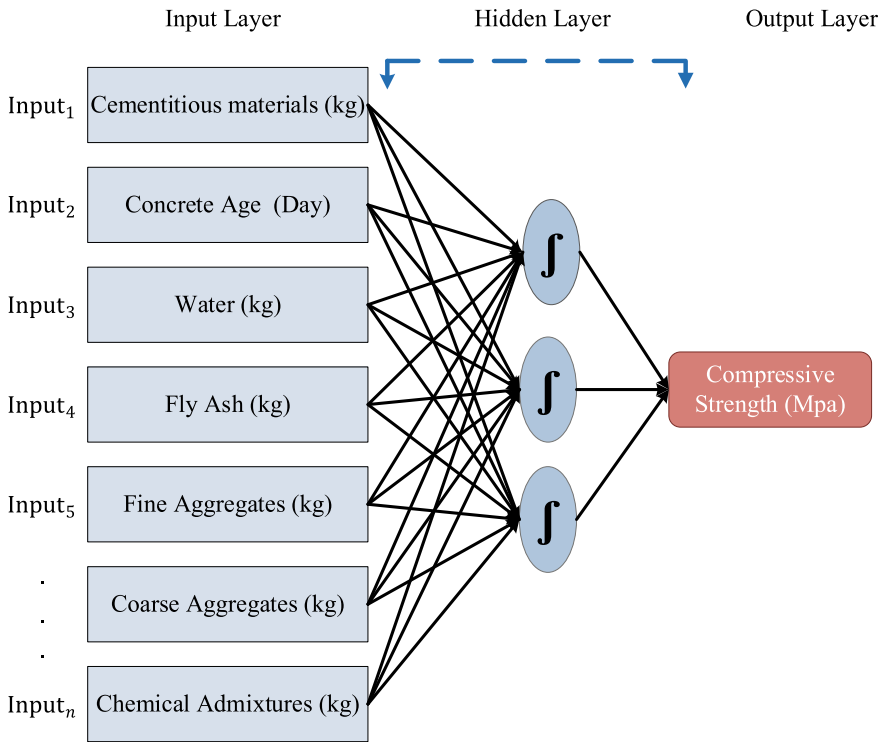 Input Layer
Hidden Layer
Output Layer
Input₁
Cementitious materials (kg)
Input₂
Concrete Age (Day)
Input₃
Water (kg)
Input₄
Fly Ash (kg)
Input₅
Fine Aggregates (kg)
.
.
.
Coarse Aggregates (kg)
Inputₙ
Chemical Admixtures (kg)
∫
∫
∫
Compressive
Strength (Mpa)